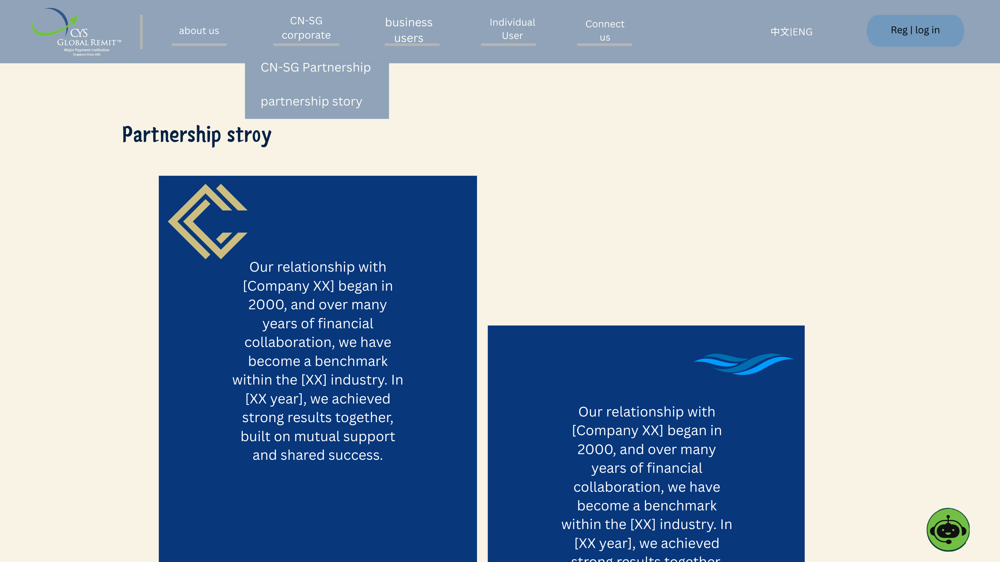 CYS
GLOBAL REMIT™
Major Payment Institution
Singapore Since 1981
about us
CN-SG
corporate
business
users
Individual
User
Connect
us
中文|ENG
Reg | log in
CN-SG Partnership
partnership story
Partnership stroy
Our relationship with
[Company XX] began in
2000, and over many
years of financial
collaboration, we have
become a benchmark
within the [XX] industry. In
[XX year], we achieved
strong results together,
built on mutual support
and shared success.
Our relationship with
[Company XX] began in
2000, and over many
years of financial
collaboration, we have
become a benchmark
within the [XX] industry. In
[XX year], we achieved
strong results together,